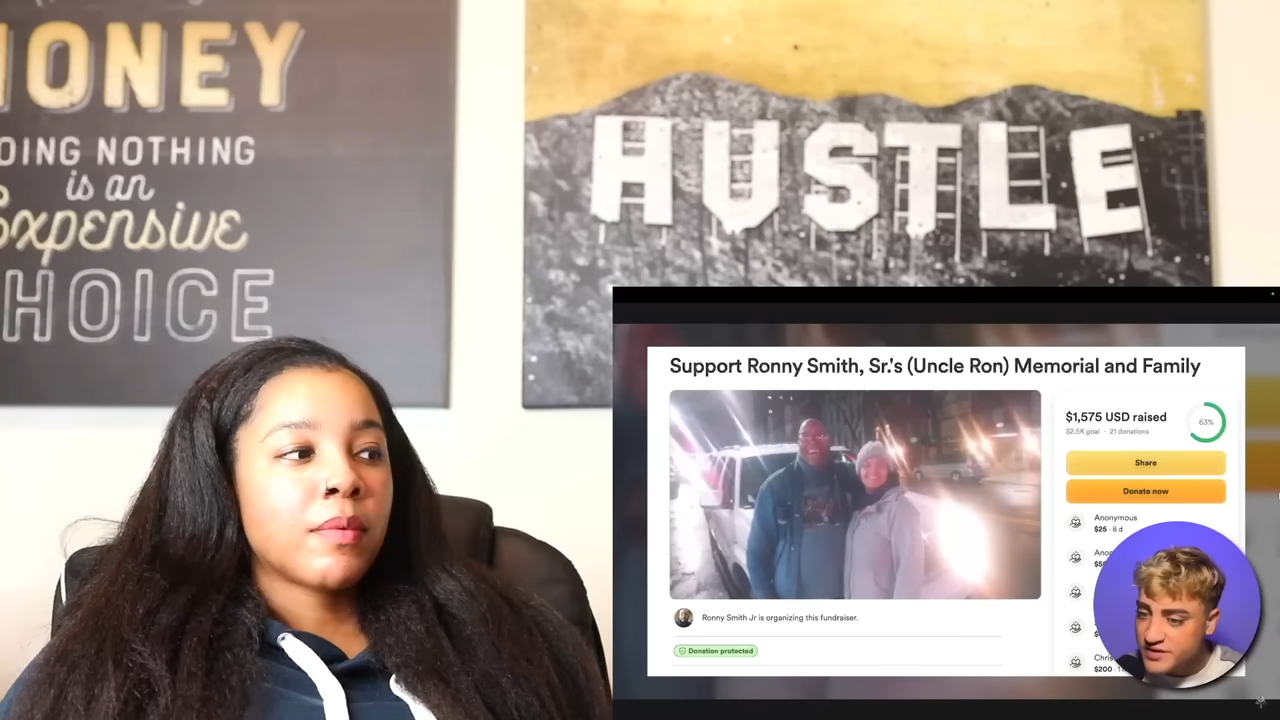 MONEY
DOING NOTHING
is an
Expensive
CHOICE
HUSTLE
Support Ronny Smith, Sr.'s (Uncle Ron) Memorial and Family
$1,575 USD raised
$2.5K goal · 21 donations
63%
Share
Donate now
Anonymous
$25 · 8 d
Ronny Smith Jr is organizing this fundraiser.
Donation protected
$200